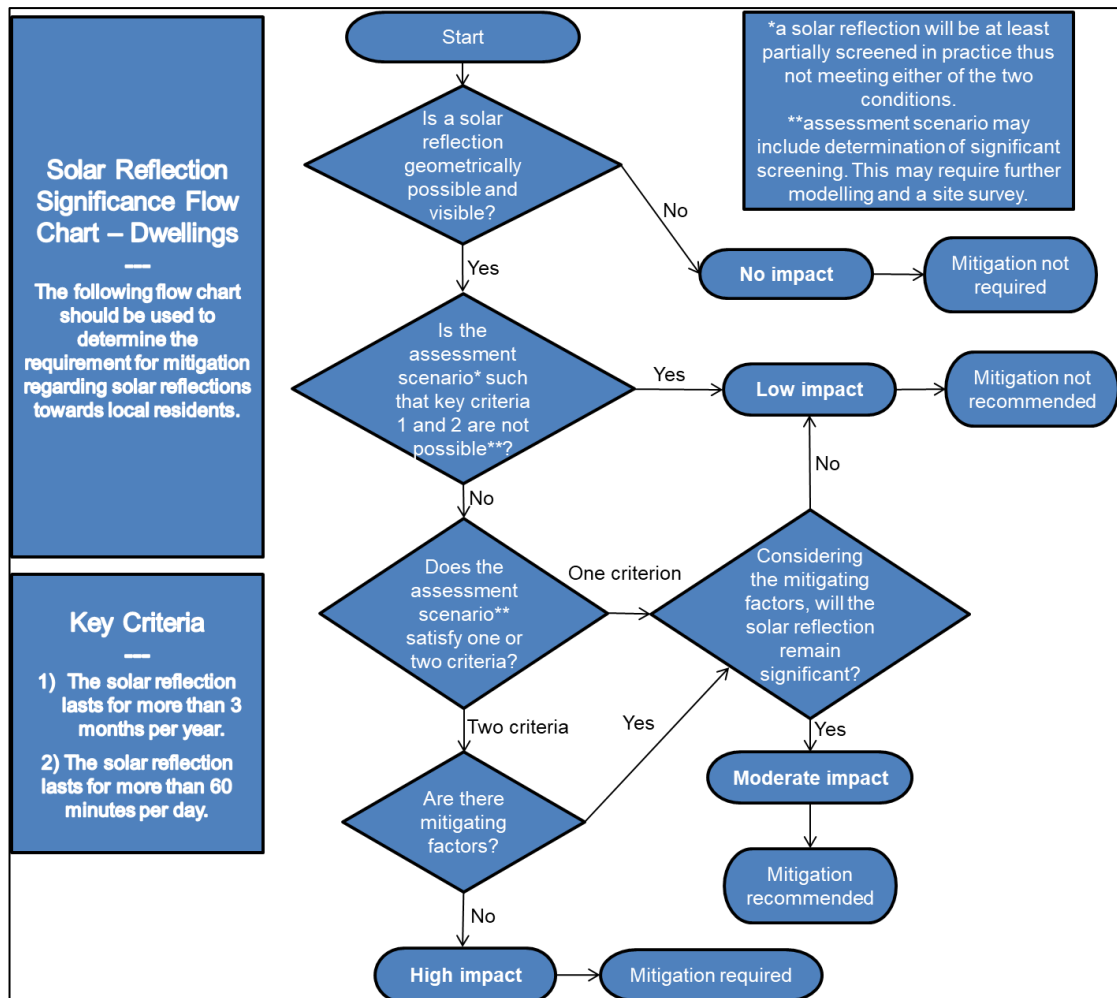 Solar Reflection
Significance Flow
Chart – Dwellings
---
The following flow chart
should be used to
determine the
requirement for mitigation
regarding solar reflections
towards local residents.
Key Criteria
---
1) The solar reflection
lasts for more than 3
months per year.
2) The solar reflection
lasts for more than 60
minutes per day.
Start
*a solar reflection will be at least
partially screened in practice thus
not meeting either of the two
conditions.
**assessment scenario may
include determination of significant
screening. This may require further
modelling and a site survey.
Is a solar
reflection
geometrically
possible and
visible?
No
No impact
Mitigation not
required
Yes
Is the
assessment
scenario* such
that key criteria
1 and 2 are not
possible**?
Yes
Low impact
Mitigation not
recommended
No
No
Does the
assessment
scenario**
satisfy one or
two criteria?
One criterion
Considering
the mitigating
factors, will the
solar reflection
remain
significant?
Two criteria
Yes
Yes
Moderate impact
Mitigation
recommended
Are there
mitigating
factors?
No
High impact
Mitigation required